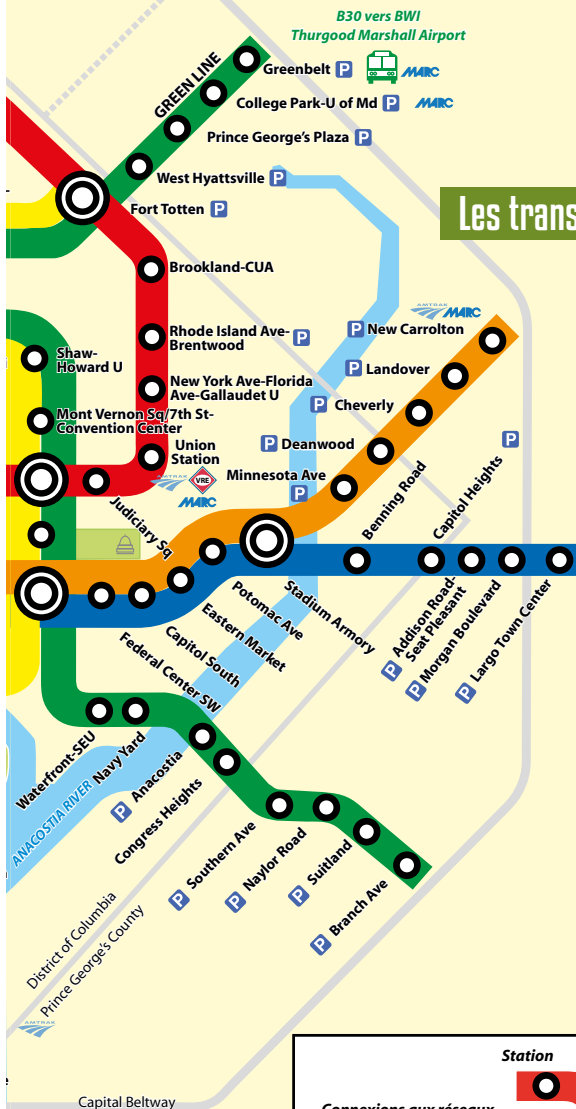 B30 vers BWI
Thurgood Marshall Airport
GREEN LINE
Greenbelt P
MARC
College Park-U of Md P
MARC
Prince George's Plaza P
West Hyattsville P
Fort Totten P
Les trans
Brookland-CUA
AMTRAK
MARC
Rhode Island Ave-
Brentwood
P
P New Carrolton
Shaw-
Howard U
New York Ave-Florida
Ave-Gallaudet U
P Landover
P Cheverly
Mont Vernon Sq/7th St-
Convention Center
Union
Station
P Deanwood
AMTRAK
VRE
MARC
Minnesota Ave
P
Judiciary Sq
Benning Road
Capitol Heights P
Federal Center SW
Capitol South
Eastern Market
Potomac Ave
Stadium Armory
P Addison Road-
Seat Pleasant
P Morgan Boulevard
P Largo Town Center
Waterfront-SEU
Navy Yard
ANACOSTIA RIVER
P Anacostia
Congress Heights
P Southern Ave
P Naylor Road
P Suitland
P Branch Ave
District of Columbia
Prince George's County
AMTRAK
e
Capital Beltway
Station
Connexions aux réseaux